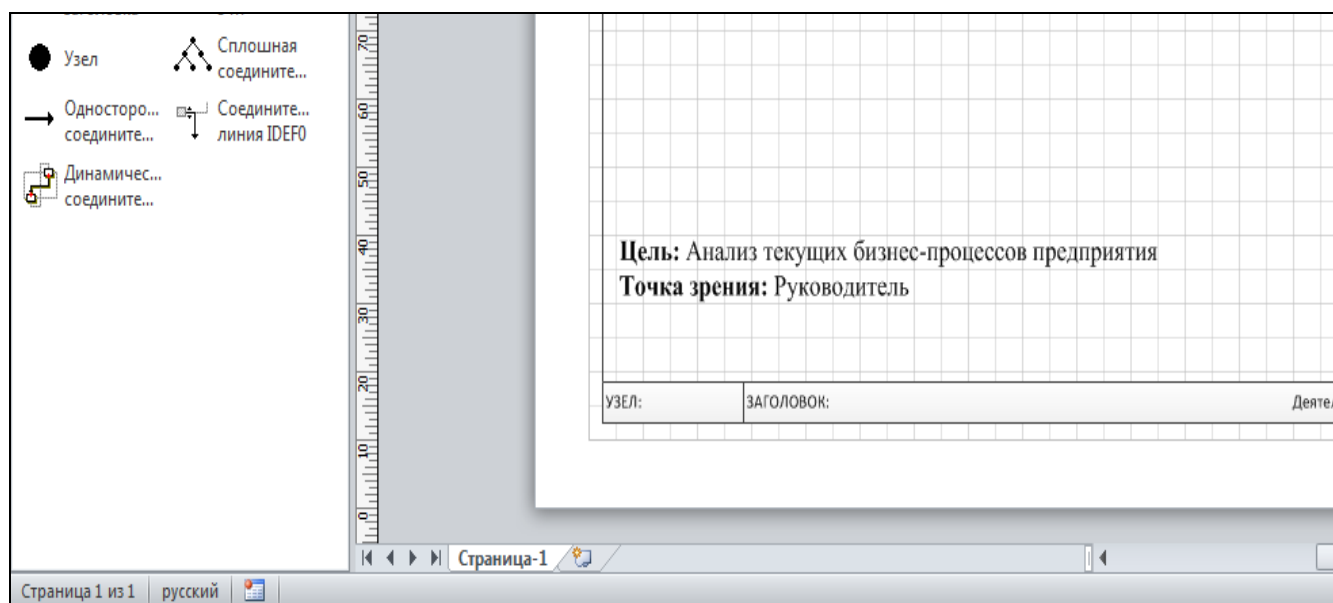 Узел
Сплошная
соедините...
Односторо...
соедините...
Соедините...
линия IDEF0
Динамичес...
соедините...
70
60
50
40
30
20
10
0
Цель: Анализ текущих бизнес-процессов предприятия
Точка зрения: Руководитель
УЗЕЛ:
ЗАГОЛОВОК:
Страница-1
Страница 1 из 1
русский